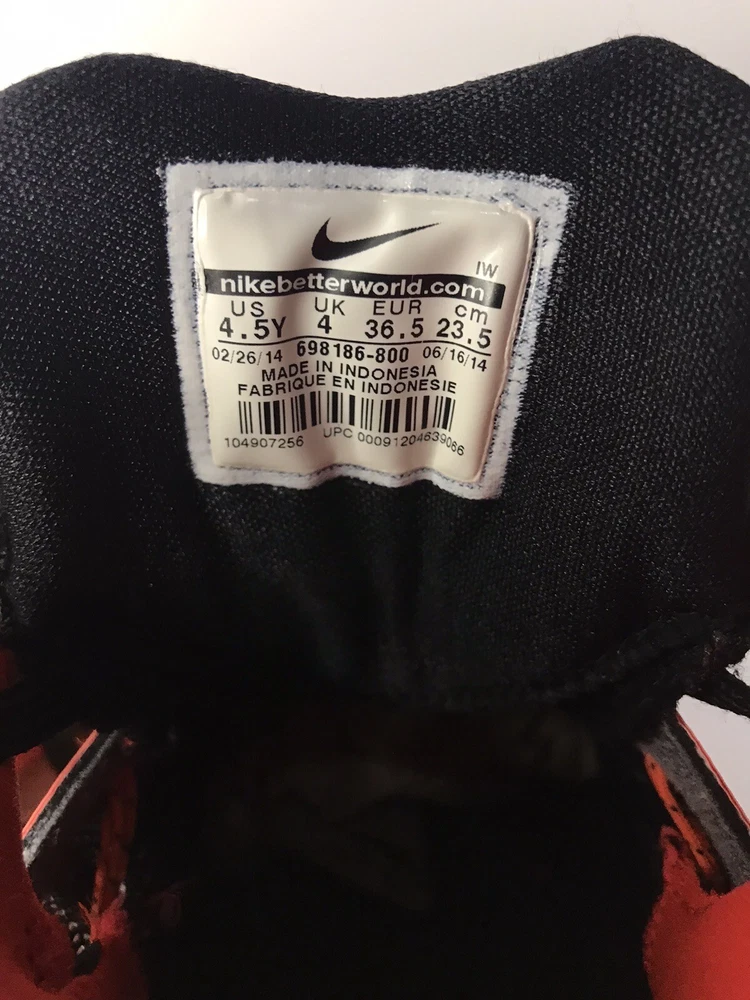 IW
nikebetterworld.com
US UK EUR cm
4.5Y 4 36.5 23.5
02/26/14 698186-800 06/16/14
MADE IN INDONESIA
FABRIQUE EN INDONESIE
104907256 UPC 00091204639066